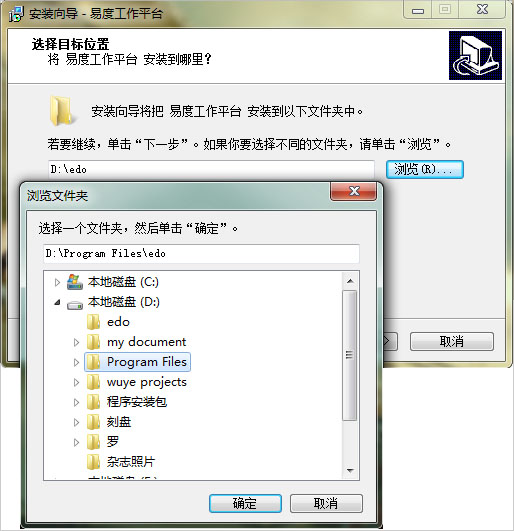 安装向导 - 易度工作平台
选择目标位置
将 易度工作平台 安装到哪里？
安装向导将把 易度工作平台 安装到以下文件夹中。
若要继续，单击“下一步”。如果你要选择不同的文件夹，请单击“浏览”。
D:\edo
浏览(R)...
取消
浏览文件夹
选择一个文件夹，然后单击“确定”。
D:\Program Files\edo
本地磁盘 (C:)
本地磁盘 (D:)
edo
my document
Program Files
wuye projects
程序安装包
刻盘
罗
杂志照片
确定
取消